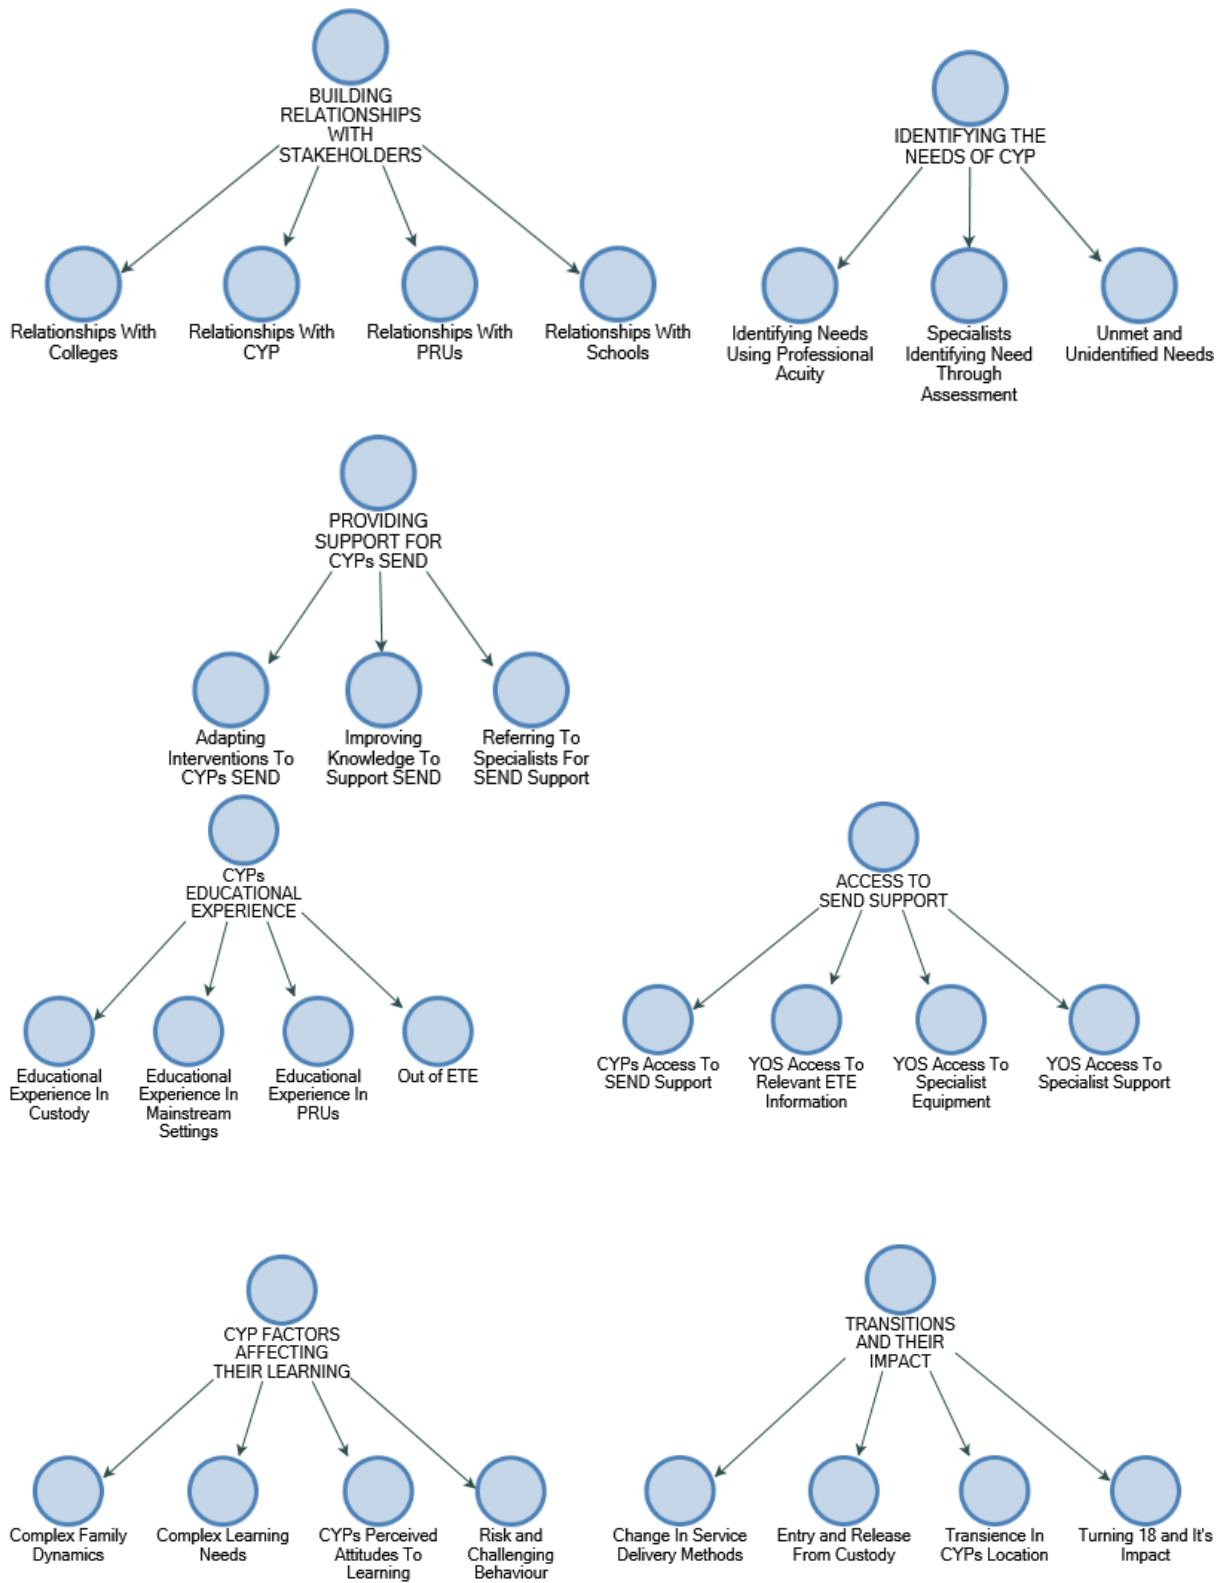 BUILDING
RELATIONSHIPS
WITH
STAKEHOLDERS
Relationships With
Colleges
Relationships With
CYP
Relationships With
PRUs
Relationships With
Schools
IDENTIFYING THE
NEEDS OF CYP
Identifying Needs
Using Professional
Acuity
Specialists
Identifying Need
Through
Assessment
Unmet and
Unidentified Needs
PROVIDING
SUPPORT FOR
CYPs SEND
Adapting
Interventions To
CYPs SEND
Improving
Knowledge To
Support SEND
Referring To
Specialists For
SEND Support
CYPs
EDUCATIONAL
EXPERIENCE
Educational
Experience In
Custody
Educational
Experience In
Mainstream
Settings
Educational
Experience In
PRUs
Out of ETE
ACCESS TO
SEND SUPPORT
CYPs Access To
SEND Support
YOS Access To
Relevant ETE
Information
YOS Access To
Specialist
Equipment
YOS Access To
Specialist Support
CYP FACTORS
AFFECTING
THEIR LEARNING
Complex Family
Dynamics
Complex Learning
Needs
CYPs Perceived
Attitudes To
Learning
Risk and
Challenging
Behaviour
TRANSITIONS
AND THEIR
IMPACT
Change In Service
Delivery Methods
Entry and Release
From Custody
Transience In
CYPs Location
Turning 18 and It's
Impact